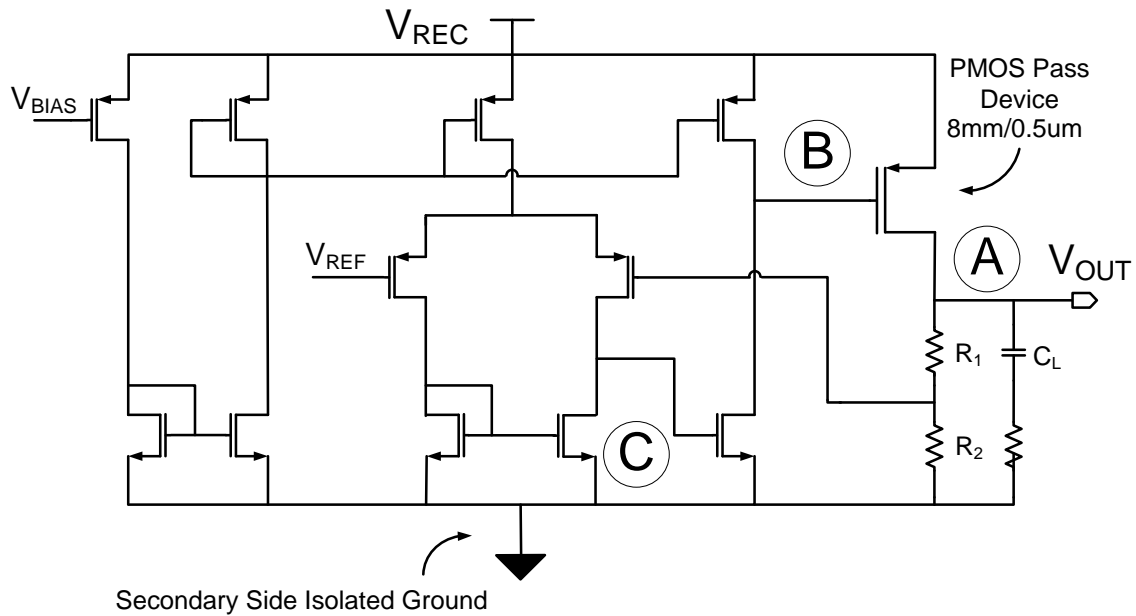 VREC
VBIAS
PMOS Pass
Device
8mm/0.5um
B
VREF
A
VOUT
R1
CL
C
R2
Secondary Side Isolated Ground